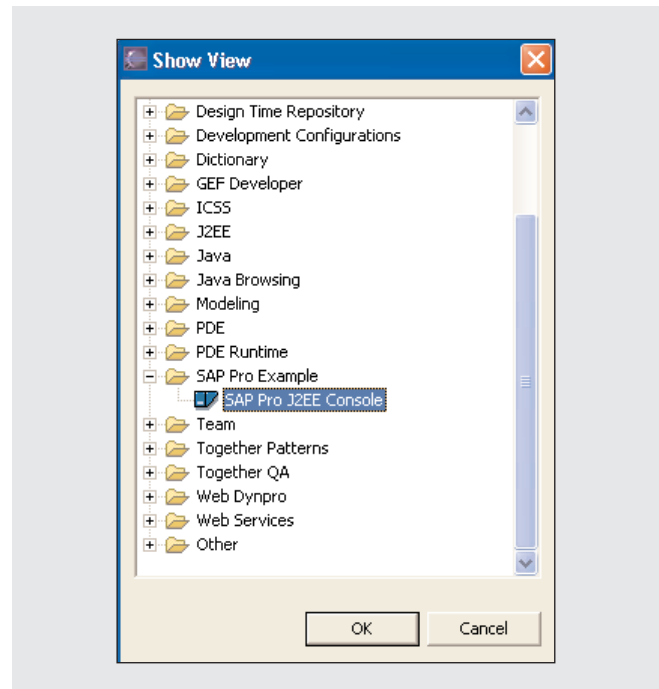 Show View
Design Time Repository
Development Configurations
Dictionary
GEF Developer
ICSS
J2EE
Java
Java Browsing
Modeling
PDE
PDE Runtime
SAP Pro Example
SAP Pro J2EE Console
Team
Together Patterns
Together QA
Web Dynpro
Web Services
Other
OK Cancel